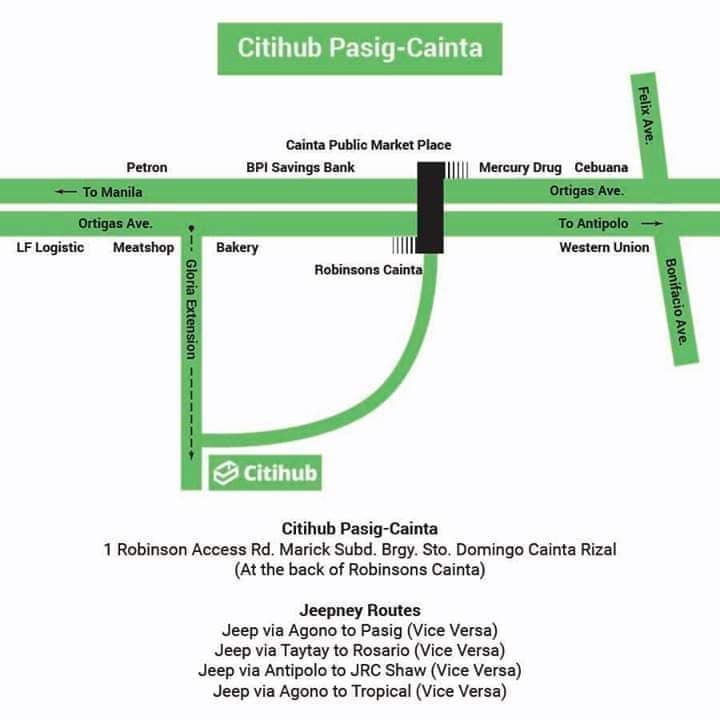 Citihub Pasig-Cainta
Felix Ave.
Cainta Public Market Place
Petron
BPI Savings Bank
Mercury Drug
Cebuana
← To Manila
Ortigas Ave.
Ortigas Ave.
To Antipolo →
LF Logistic
Meatshop
Bakery
Western Union
Robinsons Cainta
Gloria Extension
Bonifacio Ave.
Citihub
Citihub Pasig-Cainta
1 Robinson Access Rd. Marick Subd. Brgy. Sto. Domingo Cainta Rizal
(At the back of Robinsons Cainta)
Jeepney Routes
Jeep via Agono to Pasig (Vice Versa)
Jeep via Taytay to Rosario (Vice Versa)
Jeep via Antipolo to JRC Shaw (Vice Versa)
Jeep via Agono to Tropical (Vice Versa)